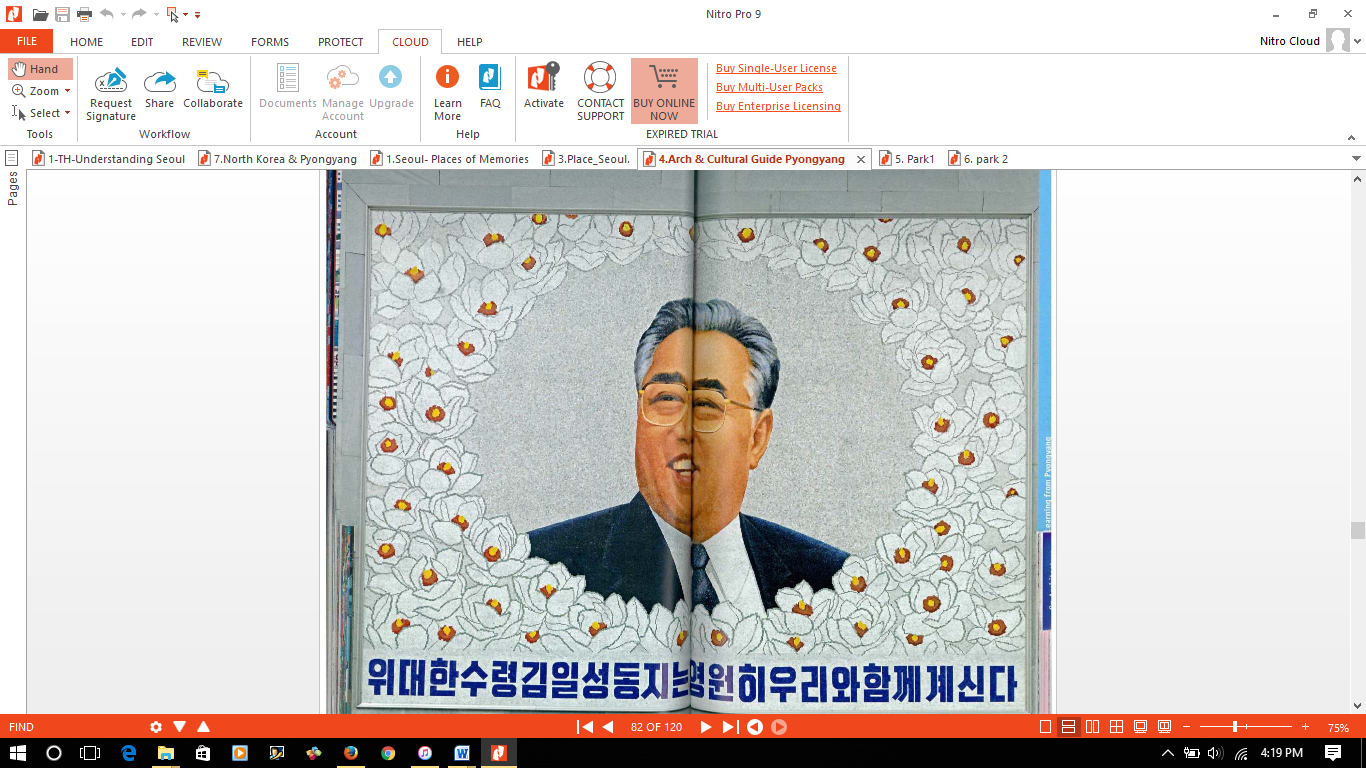 Nitro Pro 9
FILE HOME EDIT REVIEW FORMS PROTECT CLOUD HELP
Nitro Cloud
Hand
Zoom
Select
Tools
Request Signature
Share
Collaborate
Workflow
Documents
Manage Account
Upgrade
Account
Learn More
FAQ
Help
Activate
CONTACT SUPPORT
BUY ONLINE NOW
Buy Single-User License
Buy Multi-User Packs
Buy Enterprise Licensing
EXPIRED TRIAL
1-TH-Understanding Seoul
7.North Korea & Pyongyang
1.Seoul- Places of Memories
3.Place_Seoul.
4.Arch & Cultural Guide Pyongyang
5. Park1
6. park 2
Pages
earning from Pyongyang
위대한수령김일성동지는영원히우리와함께계신다
FIND
82 OF 120
75%
4:19 PM